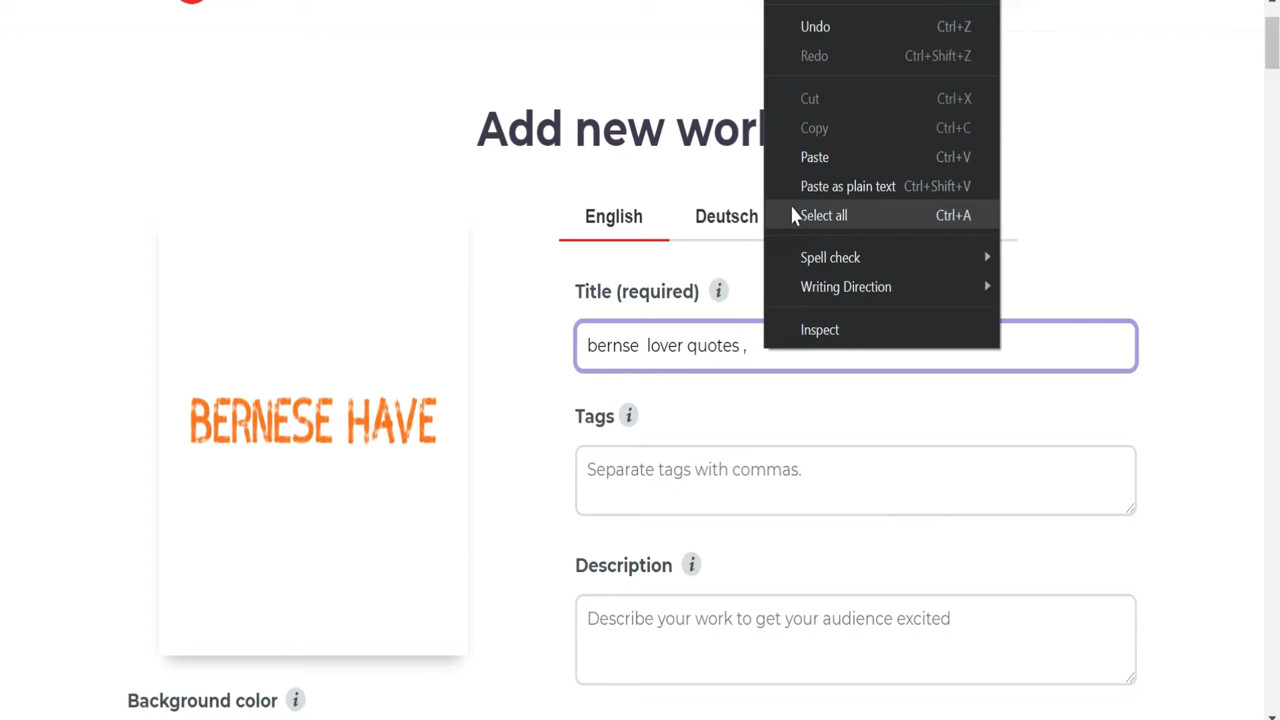 Undo Ctrl+Z
Redo Ctrl+Shift+Z
Cut Ctrl+X
Copy Ctrl+C
Paste Ctrl+V
Paste as plain text Ctrl+Shift+V
Select all Ctrl+A
Spell check
Writing Direction
Inspect
Add new wor
English Deutsch
Title (required) i
bernse lover quotes ,
Tags i
Separate tags with commas.
Description i
Describe your work to get your audience excited
BERNESE HAVE
Background color i